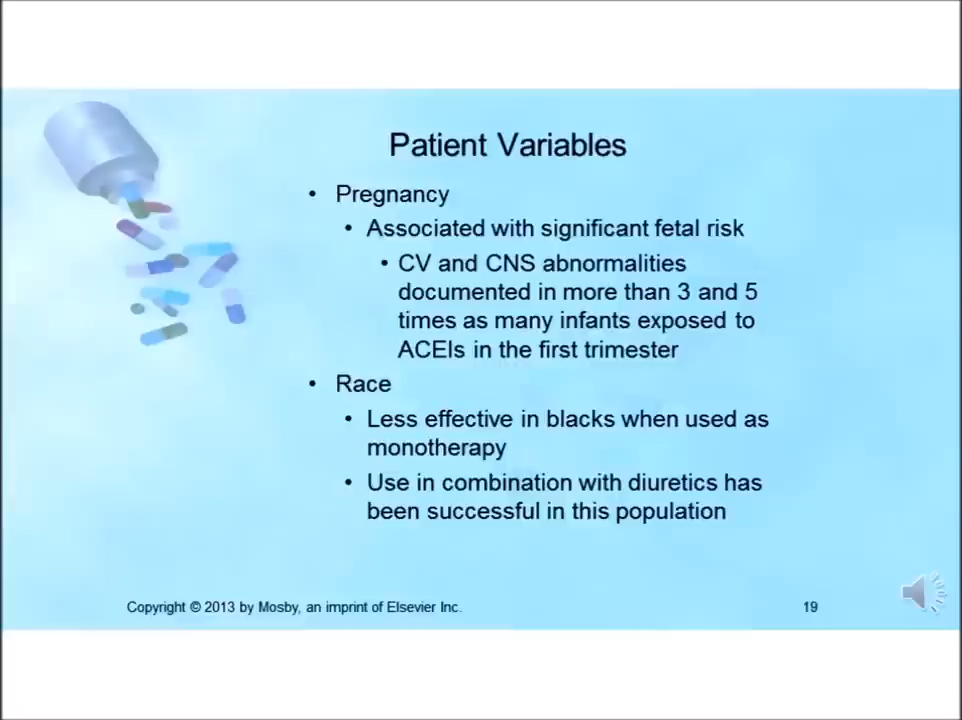 Patient Variables
• Pregnancy
• Associated with significant fetal risk
• CV and CNS abnormalities
documented in more than 3 and 5
times as many infants exposed to
ACEIs in the first trimester
• Race
• Less effective in blacks when used as
monotherapy
• Use in combination with diuretics has
been successful in this population
Copyright © 2013 by Mosby, an imprint of Elsevier Inc.
19